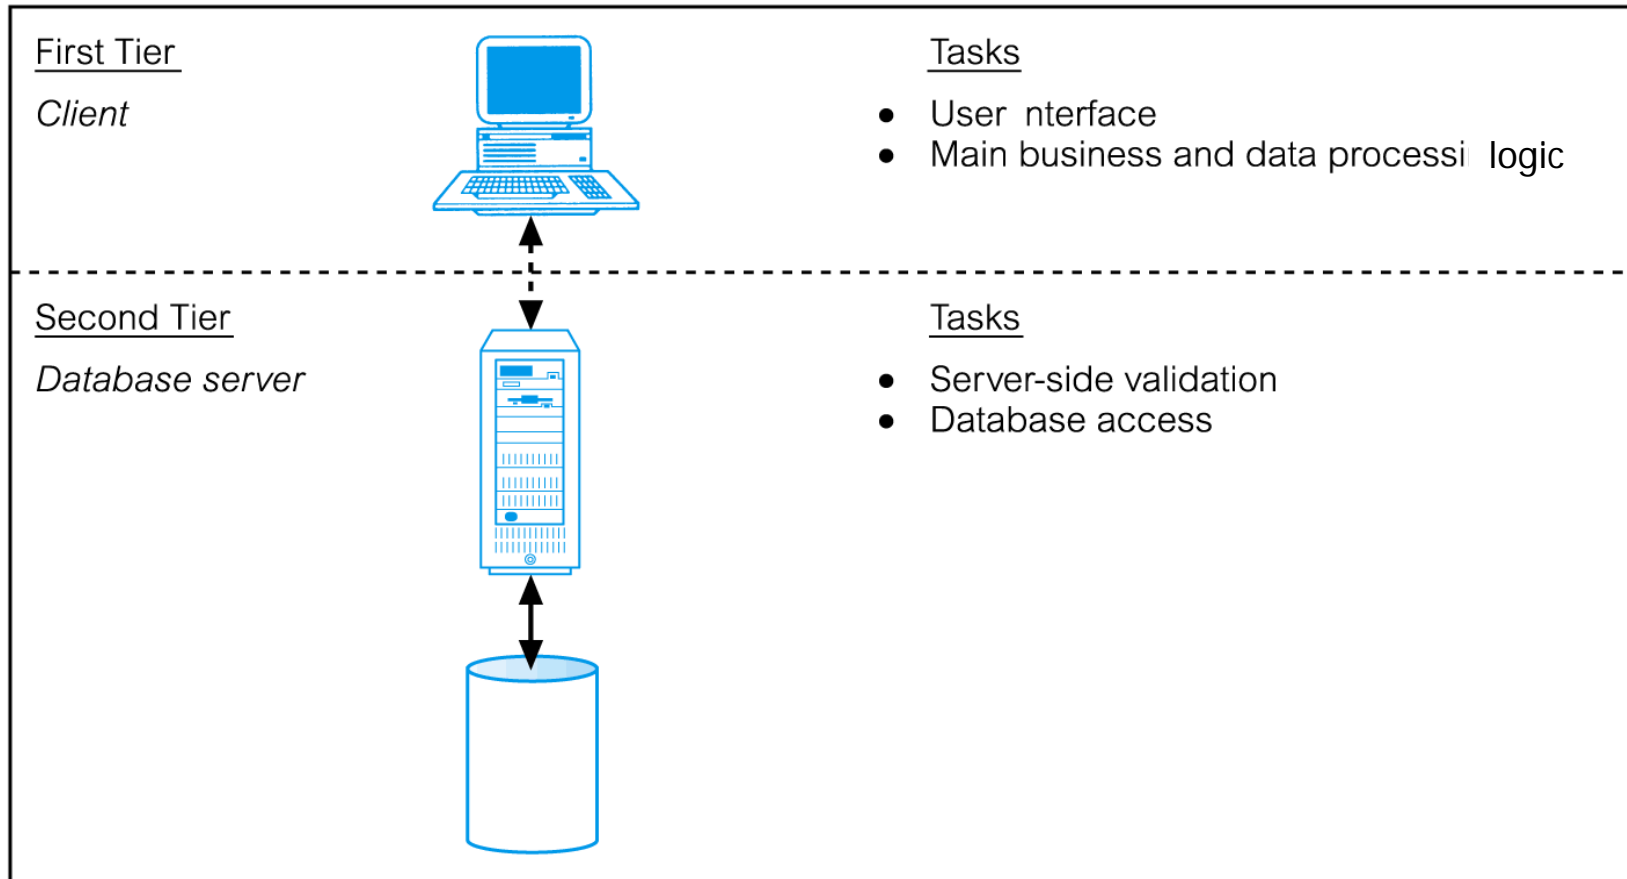 First Tier
Tasks
Client
● User nterface
● Main business and data processi logic
Second Tier
Tasks
Database server
● Server-side validation
● Database access